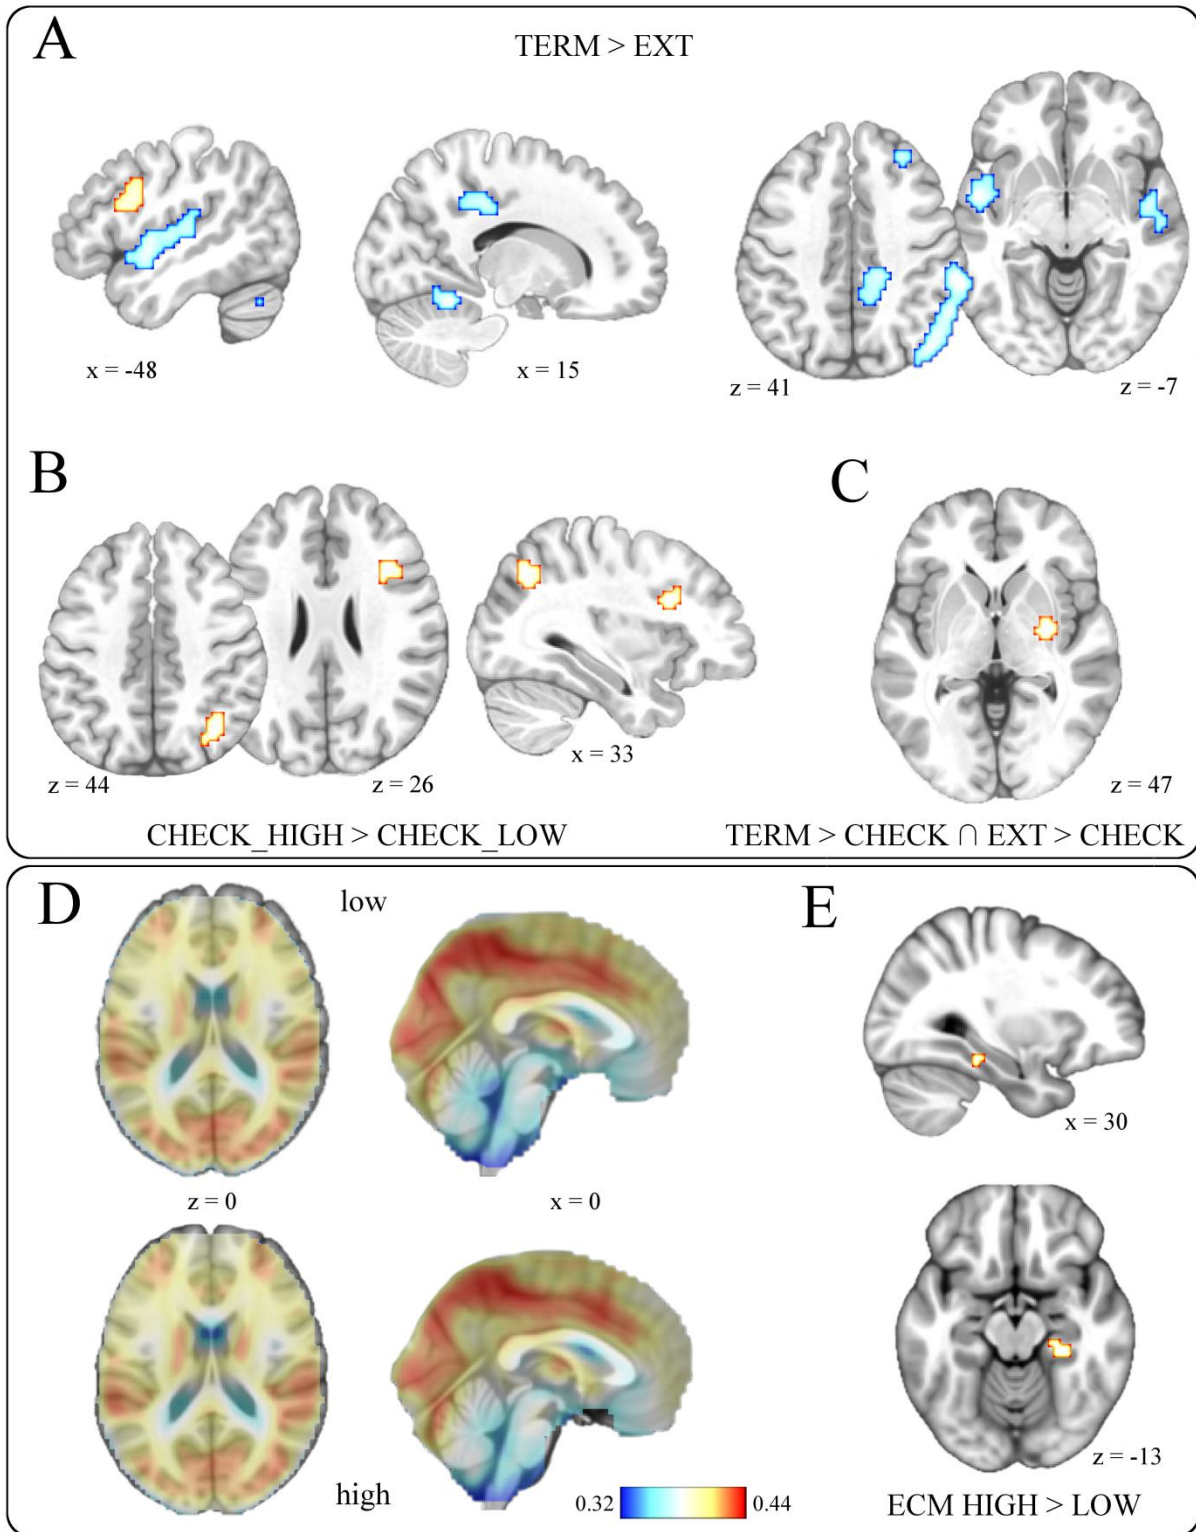 A
TERM > EXT
x = -48
x = 15
z = 41
z = -7
B
C
z = 44
z = 26
x = 33
z = 47
CHECK_HIGH > CHECK_LOW
TERM > CHECK ∩ EXT > CHECK
D
low
E
x = 30
z = 0
x = 0
z = -13
high
0.32
0.44
ECM HIGH > LOW